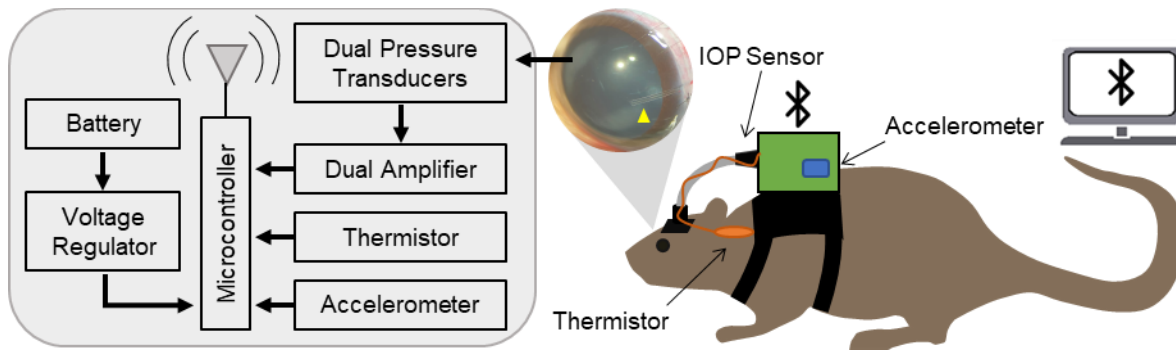 Dual Pressure
Transducers
Battery
Dual Amplifier
Voltage
Regulator
Microcontroller
Thermistor
Accelerometer
IOP Sensor
Accelerometer
Thermistor